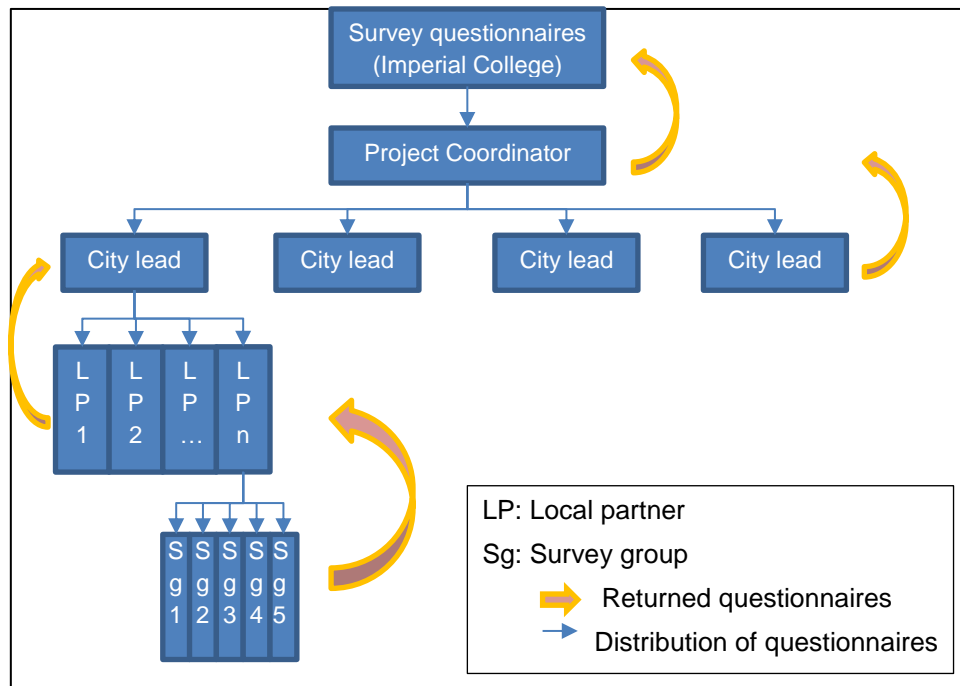 Survey questionnaires
(Imperial College)
Project Coordinator
City lead
City lead
City lead
City lead
L
P
1
L
P
2
L
P
…
L
P
n
S
g
1
S
g
2
S
g
3
S
g
4
S
g
5
LP: Local partner
Sg: Survey group
Returned questionnaires
Distribution of questionnaires